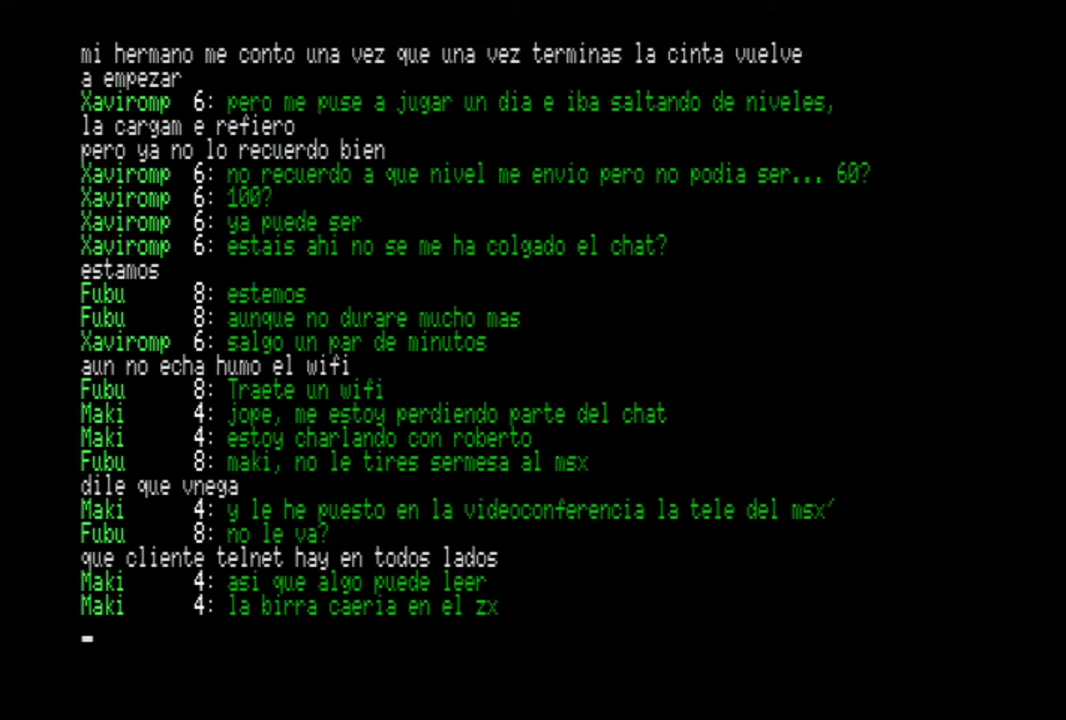 mi hermano me conto una vez que una vez terminas la cinta vuelve
a empezar
Xaviromp 6: pero me puse a jugar un dia e iba saltando de niveles,
la cargam e refiero
pero ya no lo recuerdo bien
Xaviromp 6: no recuerdo a que nivel me envio pero no podia ser... 60?
Xaviromp 6: 100?
Xaviromp 6: ya puede ser
Xaviromp 6: estais ahi no se me ha colgado el chat?
estamos
Fubu 8: estemos
Fubu 8: aunque no durare mucho mas
Xaviromp 6: salgo un par de minutos
aun no echa humo el wifi
Fubu 8: Traete un wifi
Maki 4: jope, me estoy perdiendo parte del chat
Maki 4: estoy charlando con roberto
Fubu 8: maki, no le tires sermesa al msx
dile que vnega
Maki 4: y le he puesto en la videoconferencia la tele del msx´
Fubu 8: no le va?
que cliente telnet hay en todos lados
Maki 4: asi que algo puede leer
Maki 4: la birra caeria en el zx